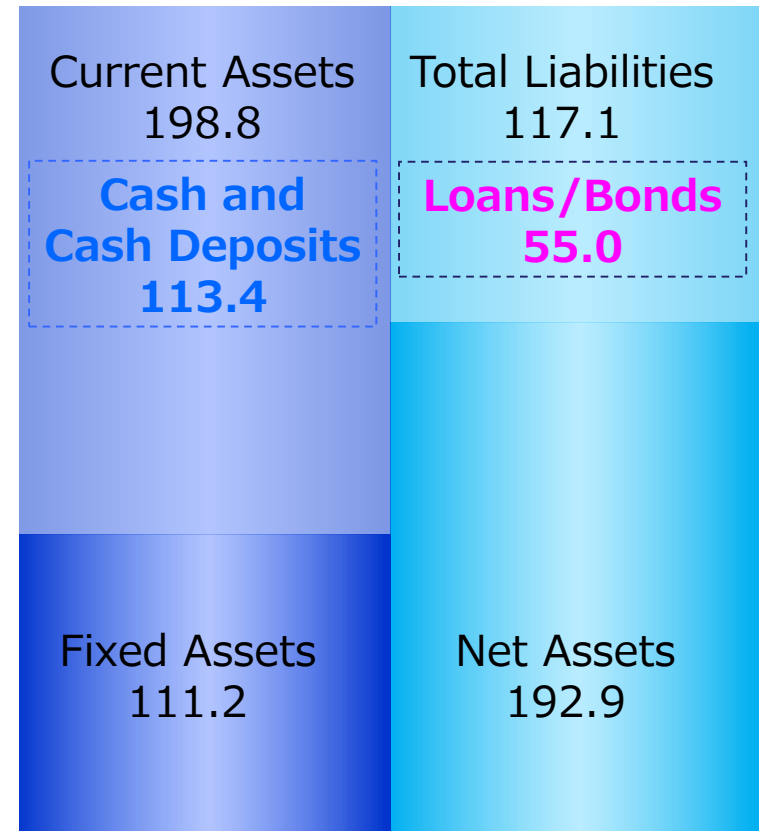 Current Assets
198.8
Cash and
Cash Deposits
113.4
Fixed Assets
111.2
Total Liabilities
117.1
Loans/Bonds
55.0
Net Assets
192.9